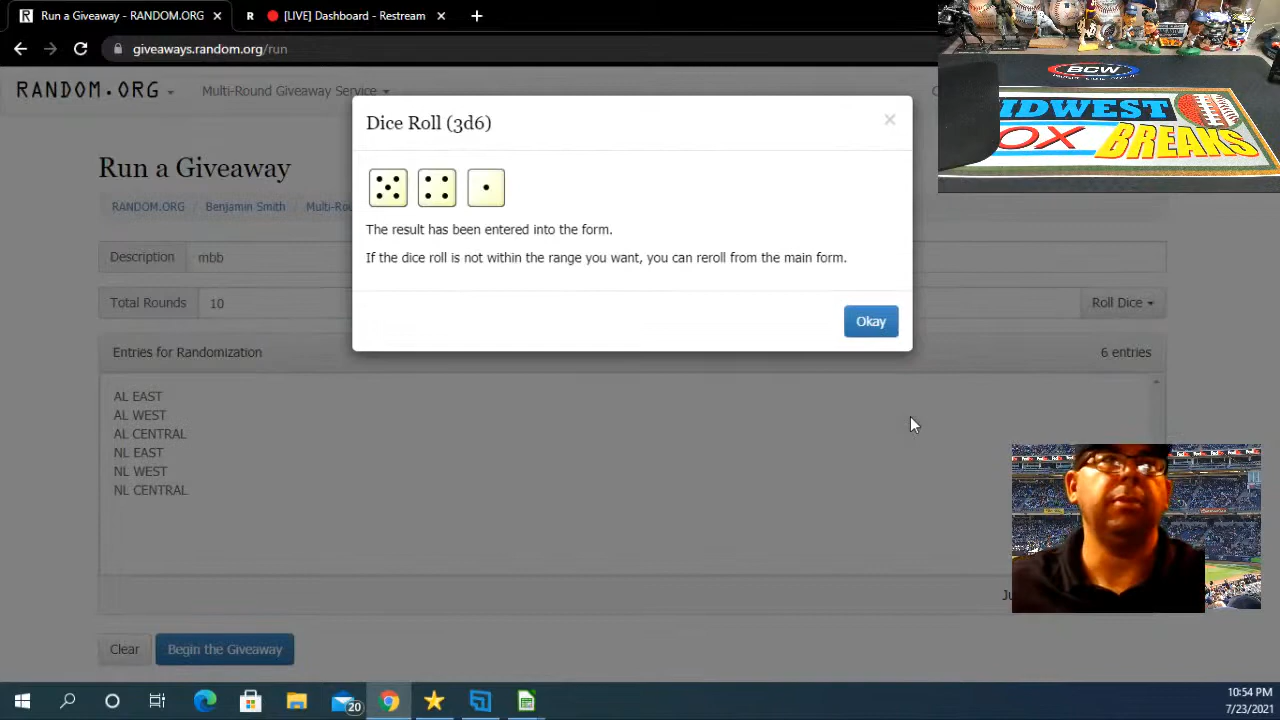 Run a Giveaway - RANDOM.ORG
R [LIVE] Dashboard - Restream
giveaways.random.org/run
RANDOM.ORG
Multi-Round Giveaway Service
Run a Giveaway
RANDOM.ORG / Benjamin Smith / Multi-Rou
Description mbb
Total Rounds 10
Roll Dice
Entries for Randomization
6 entries
AL EAST
AL WEST
AL CENTRAL
NL EAST
NL WEST
NL CENTRAL
Clear
Begin the Giveaway
Dice Roll (3d6)
×
The result has been entered into the form.
If the dice roll is not within the range you want, you can reroll from the main form.
Okay
BCW
IDWEST
OX BREAKS
20
10:54 PM
7/23/2021